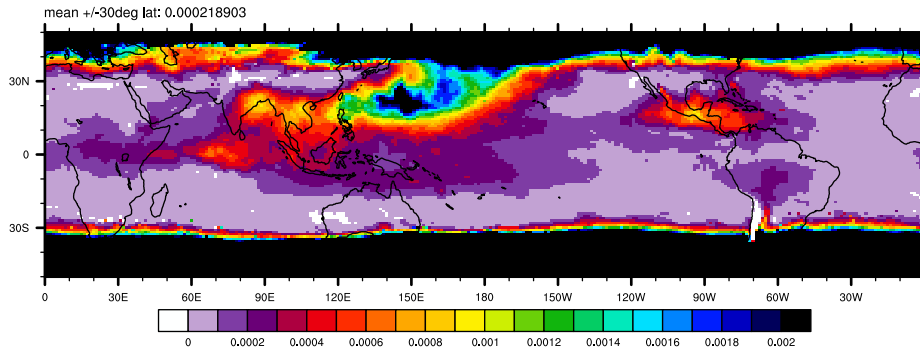 mean +/-30deg lat: 0.000218903
30N
0
30S
0 30E 60E 90E 120E 150E 180 150W 120W 90W 60W 30W
0 0.0002 0.0004 0.0006 0.0008 0.001 0.0012 0.0014 0.0016 0.0018 0.002